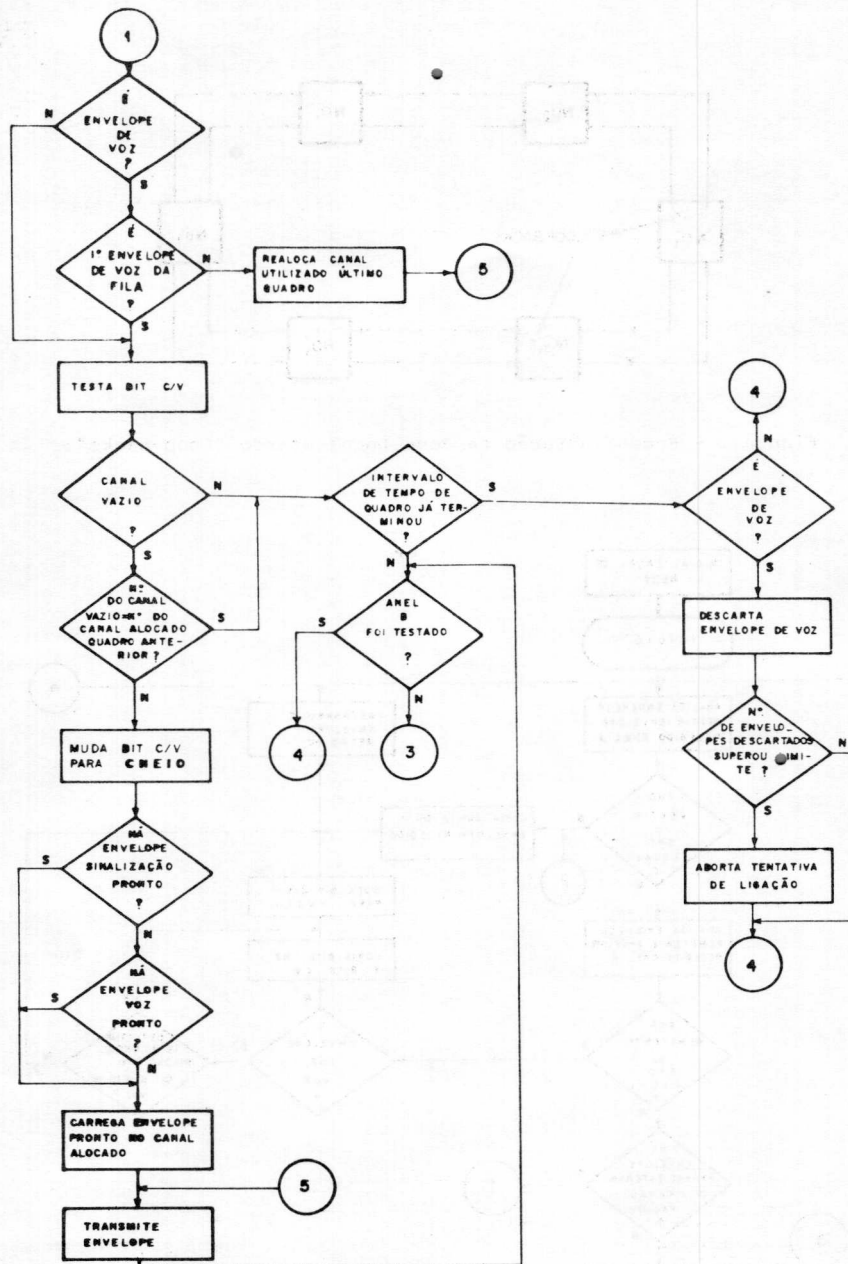 1
É
ENVELOPE
DE
VOZ
?
N
S
É
1º ENVELOPE
DE VOZ DA
FILA
?
N
S
REALOCA CANAL
UTILIZADO ÚLTIMO
QUADRO
5
TESTA BIT C/V
CANAL
VAZIO
?
N
S
Nº
DO CANAL
VAZIO=Nº DO
CANAL ALOCADO
QUADRO ANTE-
RIOR ?
S
N
MUDA BIT C/V
PARA CHEIO
HÁ
ENVELOPE
SINALIZAÇÃO
PRONTO
?
S
N
HÁ
ENVELOPE
VOZ
PRONTO
?
S
N
CARREGA ENVELOPE
PRONTO NO CANAL
ALOCADO
5
TRANSMITE
ENVELOPE
INTERVALO
DE TEMPO DE
QUADRO JÁ TER-
MINOU
?
S
N
ANEL
B
FOI TESTADO
?
S
N
4
3
4
N
É
ENVELOPE
DE
VOZ
?
S
DESCARTA
ENVELOPE DE VOZ
Nº
DE ENVELO_
PES DESCARTADOS
SUPEROU LIMI-
TE ?
N
S
ABORTA TENTATIVA
DE LIGAÇÃO
4